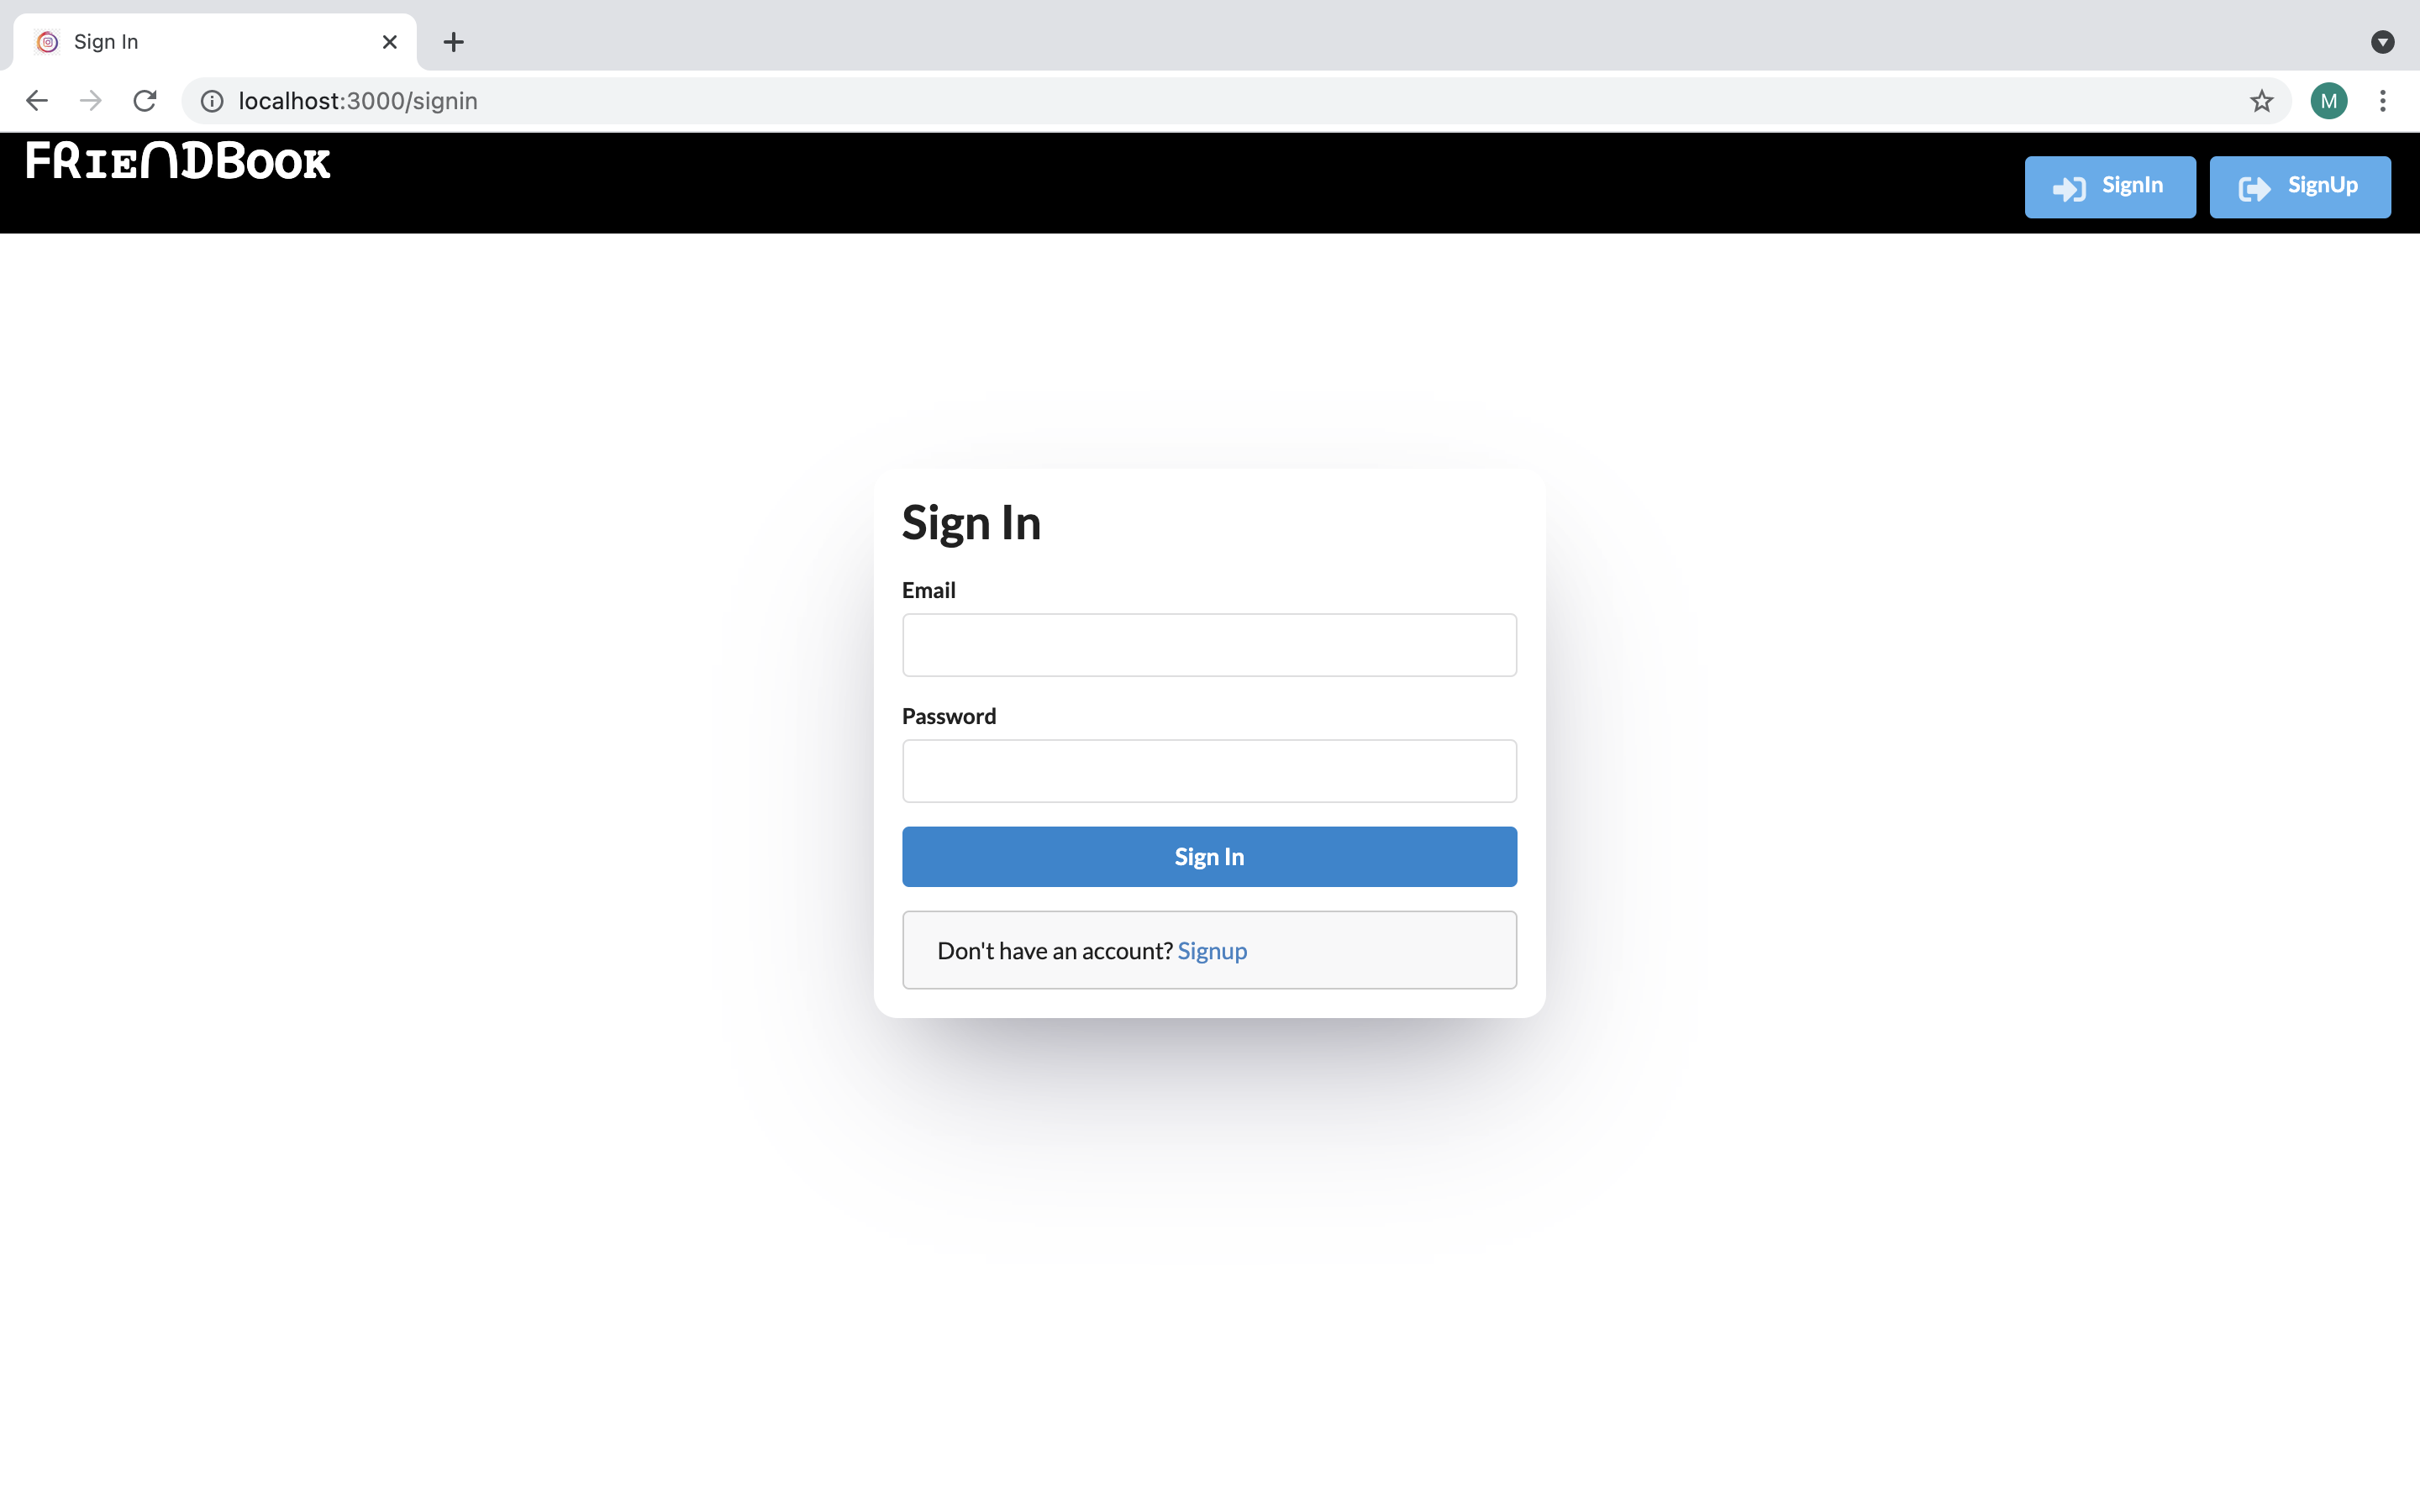 Sign In
localhost:3000/signin
M
FRIENDBOOK
SignIn
SignUp
Sign In
Email
Password
Sign In
Don't have an account? Signup